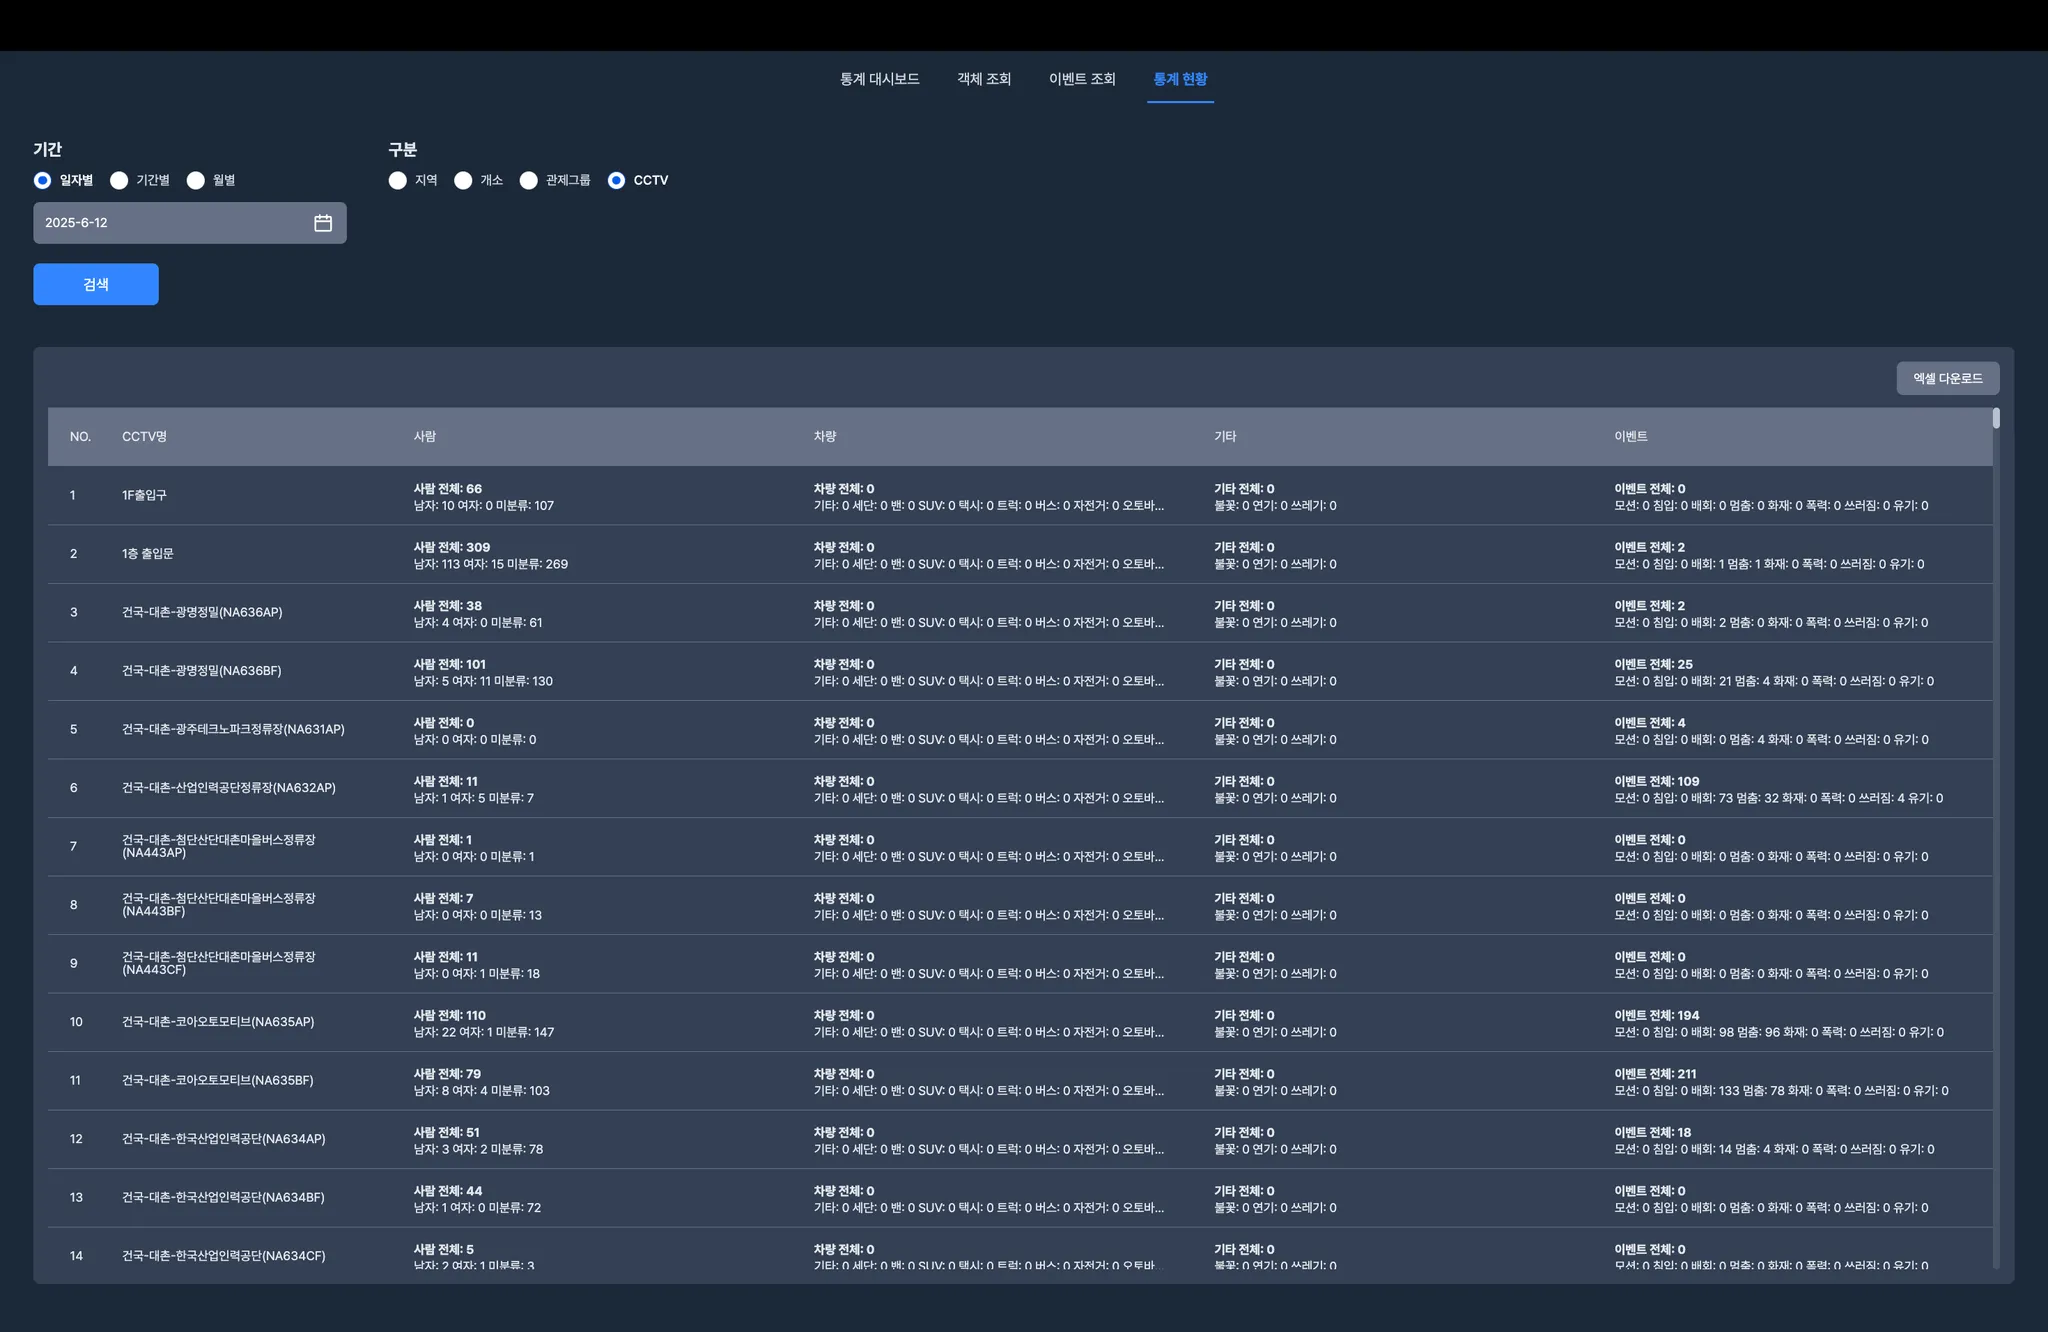 통계 대시보드 객체 조회 이벤트 조회 통계 현황
기간 구분
일자별 기간별 월별 지역 개소 관제그룹 CCTV
2025-6-12
검색
엑셀 다운로드
NO. CCTV명 사람 차량 기타 이벤트
1 1F출입구 사람 전체: 66 차량 전체: 0 기타 전체: 0 이벤트 전체: 0
남자: 10 여자: 0 미분류: 107 기타: 0 세단: 0 밴: 0 SUV: 0 택시: 0 트럭: 0 버스: 0 자전거: 0 오토바... 불꽃: 0 연기: 0 쓰레기: 0 모션: 0 침입: 0 배회: 0 멈춤: 0 화재: 0 폭력: 0 쓰러짐: 0 유기: 0
2 1층 출입문 사람 전체: 309 차량 전체: 0 기타 전체: 0 이벤트 전체: 2
남자: 113 여자: 15 미분류: 269 기타: 0 세단: 0 밴: 0 SUV: 0 택시: 0 트럭: 0 버스: 0 자전거: 0 오토바... 불꽃: 0 연기: 0 쓰레기: 0 모션: 0 침입: 0 배회: 1 멈춤: 1 화재: 0 폭력: 0 쓰러짐: 0 유기: 0
3 건국-대촌-광명정밀(NA636AP) 사람 전체: 38 차량 전체: 0 기타 전체: 0 이벤트 전체: 2
남자: 4 여자: 0 미분류: 61 기타: 0 세단: 0 밴: 0 SUV: 0 택시: 0 트럭: 0 버스: 0 자전거: 0 오토바... 불꽃: 0 연기: 0 쓰레기: 0 모션: 0 침입: 0 배회: 2 멈춤: 0 화재: 0 폭력: 0 쓰러짐: 0 유기: 0
4 건국-대촌-광명정밀(NA636BF) 사람 전체: 101 차량 전체: 0 기타 전체: 0 이벤트 전체: 25
남자: 5 여자: 11 미분류: 130 기타: 0 세단: 0 밴: 0 SUV: 0 택시: 0 트럭: 0 버스: 0 자전거: 0 오토바... 불꽃: 0 연기: 0 쓰레기: 0 모션: 0 침입: 0 배회: 21 멈춤: 4 화재: 0 폭력: 0 쓰러짐: 0 유기: 0
5 건국-대촌-광주테크노파크정류장(NA631AP) 사람 전체: 0 차량 전체: 0 기타 전체: 0 이벤트 전체: 4
남자: 0 여자: 0 미분류: 0 기타: 0 세단: 0 밴: 0 SUV: 0 택시: 0 트럭: 0 버스: 0 자전거: 0 오토바... 불꽃: 0 연기: 0 쓰레기: 0 모션: 0 침입: 0 배회: 0 멈춤: 4 화재: 0 폭력: 0 쓰러짐: 0 유기: 0
6 건국-대촌-산업인력공단정류장(NA632AP) 사람 전체: 11 차량 전체: 0 기타 전체: 0 이벤트 전체: 109
남자: 1 여자: 5 미분류: 7 기타: 0 세단: 0 밴: 0 SUV: 0 택시: 0 트럭: 0 버스: 0 자전거: 0 오토바... 불꽃: 0 연기: 0 쓰레기: 0 모션: 0 침입: 0 배회: 73 멈춤: 32 화재: 0 폭력: 0 쓰러짐: 4 유기: 0
7 건국-대촌-첨단산단대촌마을버스정류장 사람 전체: 1 차량 전체: 0 기타 전체: 0 이벤트 전체: 0
(NA443AP) 남자: 0 여자: 0 미분류: 1 기타: 0 세단: 0 밴: 0 SUV: 0 택시: 0 트럭: 0 버스: 0 자전거: 0 오토바... 불꽃: 0 연기: 0 쓰레기: 0 모션: 0 침입: 0 배회: 0 멈춤: 0 화재: 0 폭력: 0 쓰러짐: 0 유기: 0
8 건국-대촌-첨단산단대촌마을버스정류장 사람 전체: 7 차량 전체: 0 기타 전체: 0 이벤트 전체: 0
(NA443BF) 남자: 0 여자: 0 미분류: 13 기타: 0 세단: 0 밴: 0 SUV: 0 택시: 0 트럭: 0 버스: 0 자전거: 0 오토바... 불꽃: 0 연기: 0 쓰레기: 0 모션: 0 침입: 0 배회: 0 멈춤: 0 화재: 0 폭력: 0 쓰러짐: 0 유기: 0
9 건국-대촌-첨단산단대촌마을버스정류장 사람 전체: 11 차량 전체: 0 기타 전체: 0 이벤트 전체: 0
(NA443CF) 남자: 0 여자: 1 미분류: 18 기타: 0 세단: 0 밴: 0 SUV: 0 택시: 0 트럭: 0 버스: 0 자전거: 0 오토바... 불꽃: 0 연기: 0 쓰레기: 0 모션: 0 침입: 0 배회: 0 멈춤: 0 화재: 0 폭력: 0 쓰러짐: 0 유기: 0
10 건국-대촌-코아오토모티브(NA635AP) 사람 전체: 110 차량 전체: 0 기타 전체: 0 이벤트 전체: 194
남자: 22 여자: 1 미분류: 147 기타: 0 세단: 0 밴: 0 SUV: 0 택시: 0 트럭: 0 버스: 0 자전거: 0 오토바... 불꽃: 0 연기: 0 쓰레기: 0 모션: 0 침입: 0 배회: 98 멈춤: 96 화재: 0 폭력: 0 쓰러짐: 0 유기: 0
11 건국-대촌-코아오토모티브(NA635BF) 사람 전체: 79 차량 전체: 0 기타 전체: 0 이벤트 전체: 211
남자: 8 여자: 4 미분류: 103 기타: 0 세단: 0 밴: 0 SUV: 0 택시: 0 트럭: 0 버스: 0 자전거: 0 오토바... 불꽃: 0 연기: 0 쓰레기: 0 모션: 0 침입: 0 배회: 133 멈춤: 78 화재: 0 폭력: 0 쓰러짐: 0 유기: 0
12 건국-대촌-한국산업인력공단(NA634AP) 사람 전체: 51 차량 전체: 0 기타 전체: 0 이벤트 전체: 18
남자: 3 여자: 2 미분류: 78 기타: 0 세단: 0 밴: 0 SUV: 0 택시: 0 트럭: 0 버스: 0 자전거: 0 오토바... 불꽃: 0 연기: 0 쓰레기: 0 모션: 0 침입: 0 배회: 14 멈춤: 4 화재: 0 폭력: 0 쓰러짐: 0 유기: 0
13 건국-대촌-한국산업인력공단(NA634BF) 사람 전체: 44 차량 전체: 0 기타 전체: 0 이벤트 전체: 0
남자: 1 여자: 0 미분류: 72 기타: 0 세단: 0 밴: 0 SUV: 0 택시: 0 트럭: 0 버스: 0 자전거: 0 오토바... 불꽃: 0 연기: 0 쓰레기: 0 모션: 0 침입: 0 배회: 0 멈춤: 0 화재: 0 폭력: 0 쓰러짐: 0 유기: 0
14 건국-대촌-한국산업인력공단(NA634CF) 사람 전체: 5 차량 전체: 0 기타 전체: 0 이벤트 전체: 0
남자: 2 여자: 1 미분류: 3 기타: 0 세단: 0 밴: 0 SUV: 0 택시: 0 트럭: 0 버스: 0 자전거: 0 오토바... 불꽃: 0 연기: 0 쓰레기: 0 모션: 0 침입: 0 배회: 0 멈춤: 0 화재: 0 폭력: 0 쓰러짐: 0 유기: 0